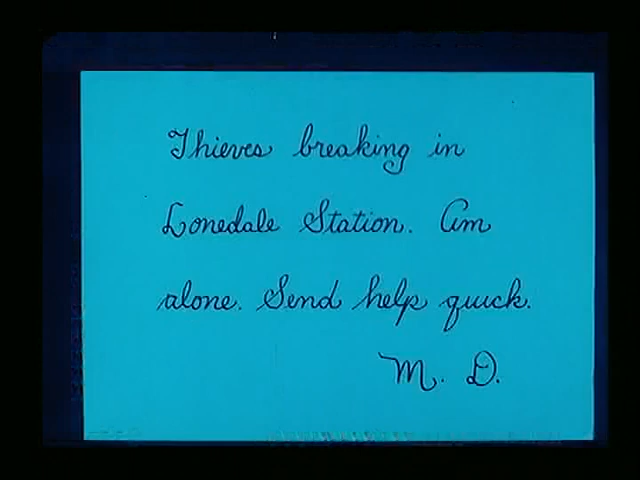 Thieves breaking in
Lonedale Station. Am
alone. Send help quick.
M. D.